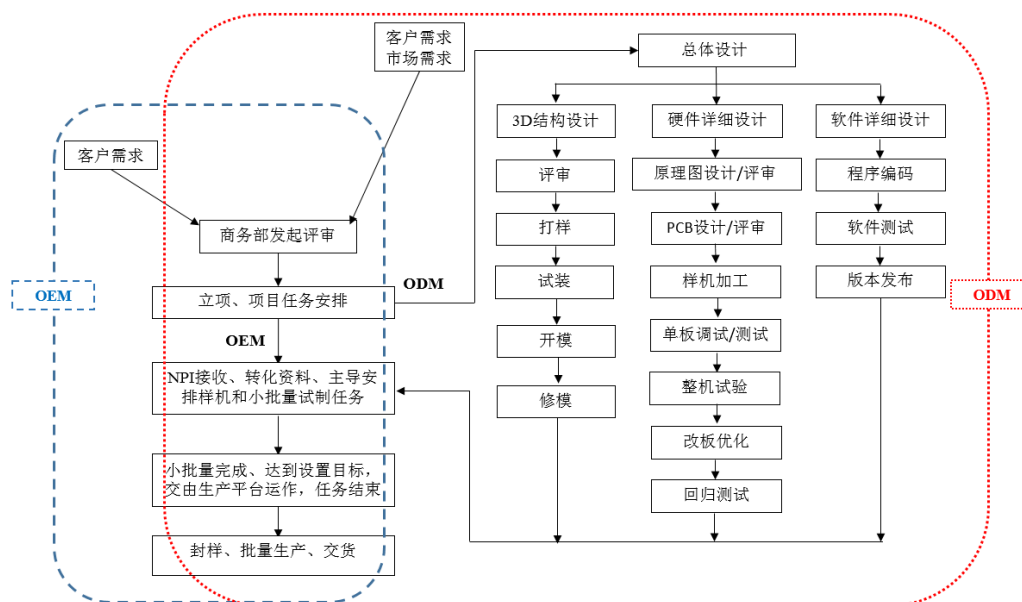 客户需求
市场需求
总体设计
3D结构设计
硬件详细设计
软件详细设计
客户需求
评审
原理图设计/评审
程序编码
商务部发起评审
打样
PCB设计/评审
软件测试
ODM
试装
样机加工
版本发布
OEM
立项、项目任务安排
ODM
OEM
开模
单板调试/测试
NPI接收、转化资料、主导安
排样机和小批量试制任务
修模
整机试验
改板优化
小批量完成、达到设置目标，
交由生产平台运作，任务结束
回归测试
封样、批量生产、交货